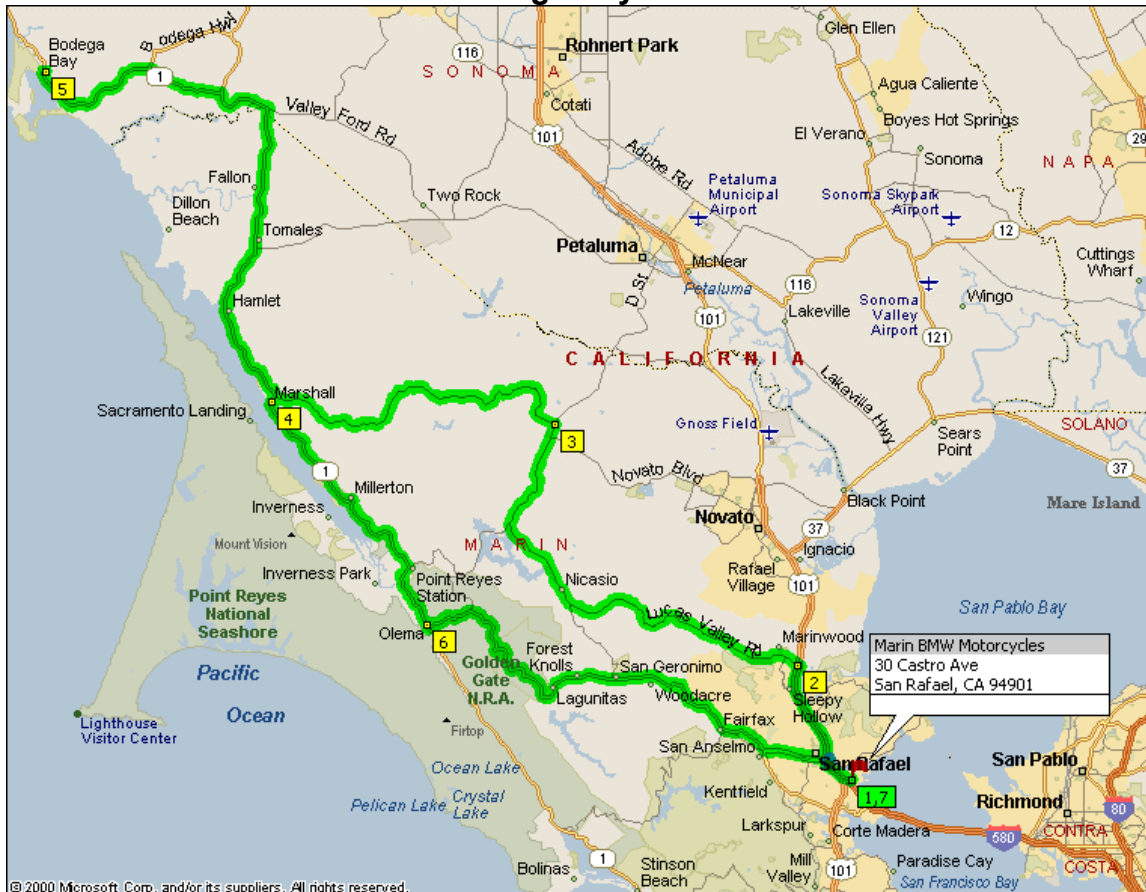 Bodega
Bay
5
Bodega Hwy
1
Valley Ford Rd
116
Rohnert Park
SONOMA
Cotati
101
Glen Ellen
Agua Caliente
Boyes Hot Springs
El Verano
Sonoma
NAPA
29
Adobe Rd
Petaluma
Municipal
Airport
Sonoma Skypark
Airport
12
Fallon
Two Rock
Dillon
Beach
Tomales
Petaluma
D St
McNear
Petaluma
116
Cuttings
Wharf
Hamlet
101
Lakeville
Sonoma
Valley
Airport
Wingo
121
CALIFORNIA
Lakeville Hwy
Marshall
Sacramento Landing
4
3
Gnoss Field
Sears
Point
SOLANO
37
Novato Blvd
1
Millerton
Black Point
Mare Island
Inverness
Novato
37
Mount Vision
MARIN
Ignacio
Rafael
Village
101
Inverness Park
Point Reyes
Station
Nicasio
Point Reyes
National
Seashore
San Pablo Bay
Lucas Valley Rd
Olema
6
Marinwood
Marin BMW Motorcycles
30 Castro Ave
San Rafael, CA 94901
2
Golden
Gate
N.R.A.
Forest
Knolls
San Geronimo
Lagunitas
Woodacre
Sleepy
Hollow
Pacific
Ocean
Lighthouse
Visitor Center
Firtop
Fairfax
San Anselmo
San Rafael
1,7
San Pablo
Ocean Lake
Kentfield
Richmond
80
Pelican Lake
Crystal
Lake
Larkspur
Corte Madera
580
CONTRA
COSTA
Bolinas
1
Stinson
Beach
Mill
Valley
101
Paradise Cay
San Francisco Bay
© 2000 Microsoft Corp. and/or its suppliers. All rights reserved.